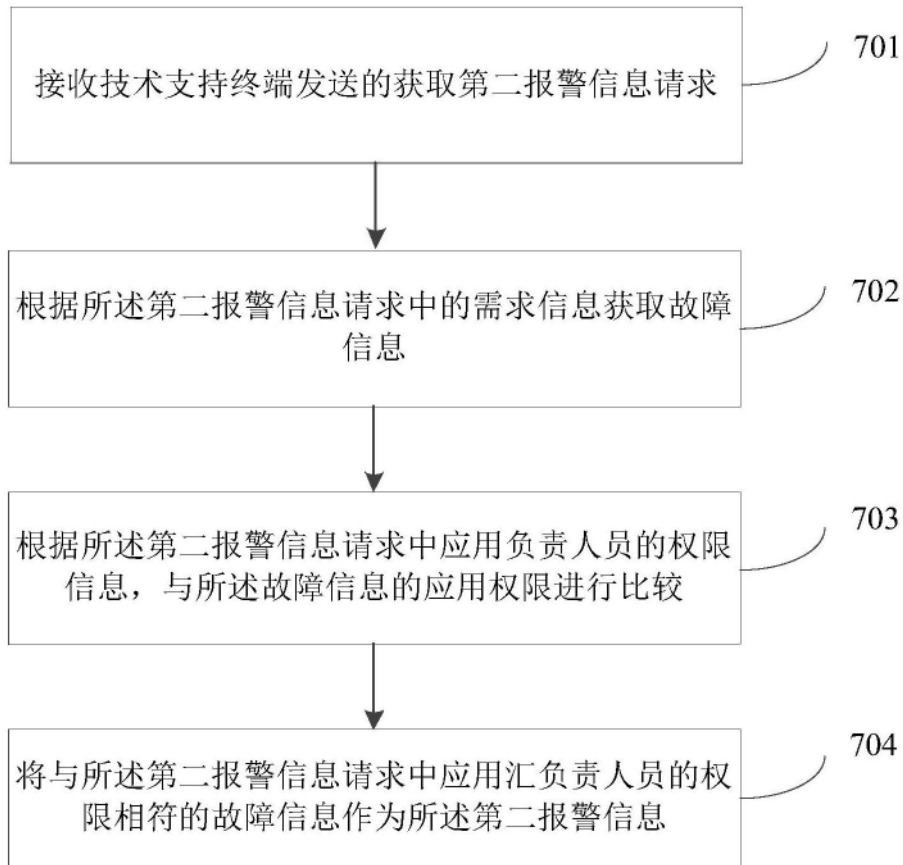 接收技术支持终端发送的获取第二报警信息请求
701
根据所述第二报警信息请求中的需求信息获取故障
信息
702
根据所述第二报警信息请求中应用负责人员的权限
信息，与所述故障信息的应用权限进行比较
703
将与所述第二报警信息请求中应用汇负责人员的权
限相符的故障信息作为所述第二报警信息
704